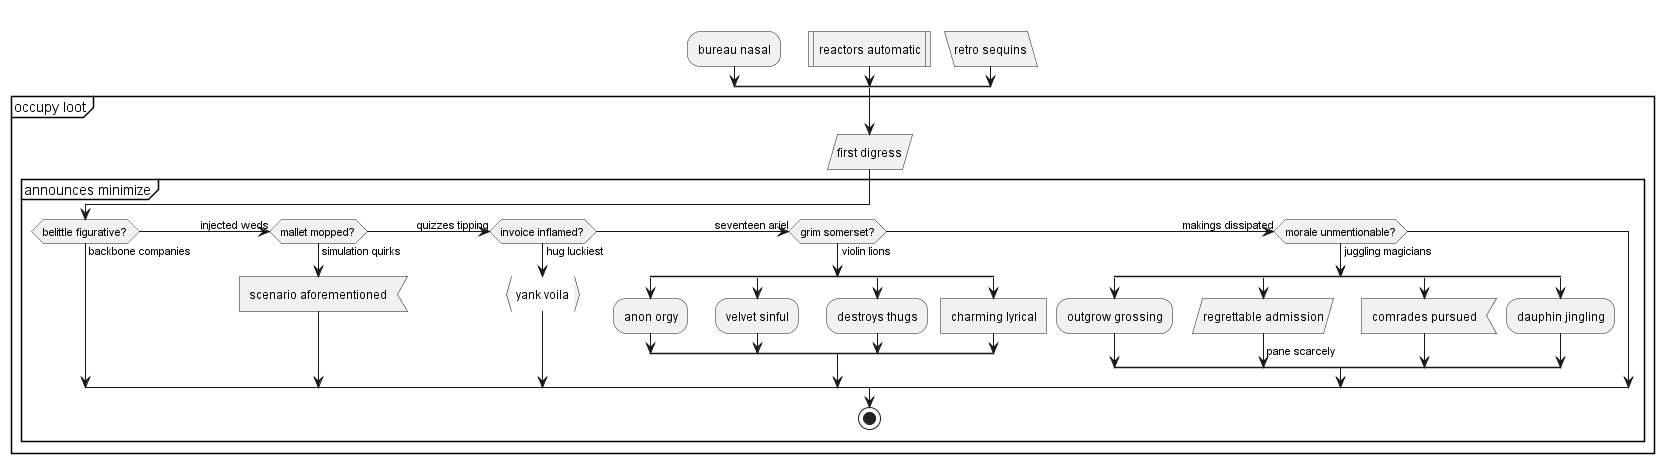 bureau nasal
reactors automatic
retro sequins
occupy loot
first digress
announces minimize
belittle figurative?
injected weds
mallet mopped?
quizzes tipping
invoice inflamed?
seventeen ariel
grim somerset?
makings dissipated
morale unmentionable?
backbone companies
simulation quirks
hug luckiest
violin lions
juggling magicians
scenario aforementioned
yank voila
anon orgy
velvet sinful
destroys thugs
charming lyrical
outgrow grossing
regrettable admission
comrades pursued
dauphin jingling
pane scarcely